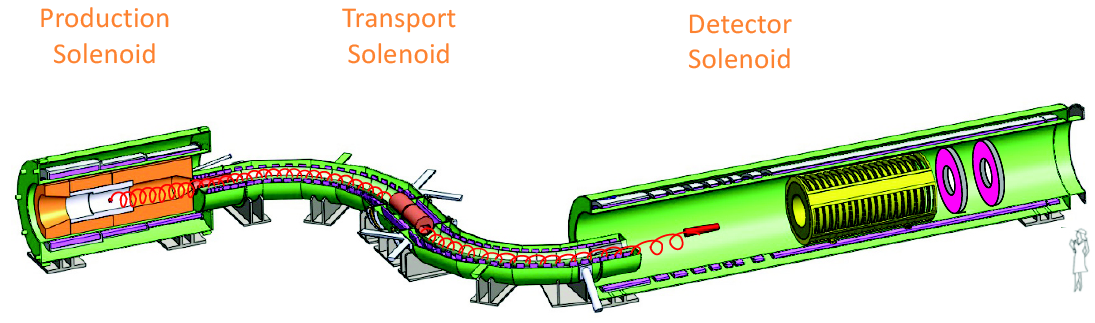 Production
Solenoid
Transport
Solenoid
Detector
Solenoid